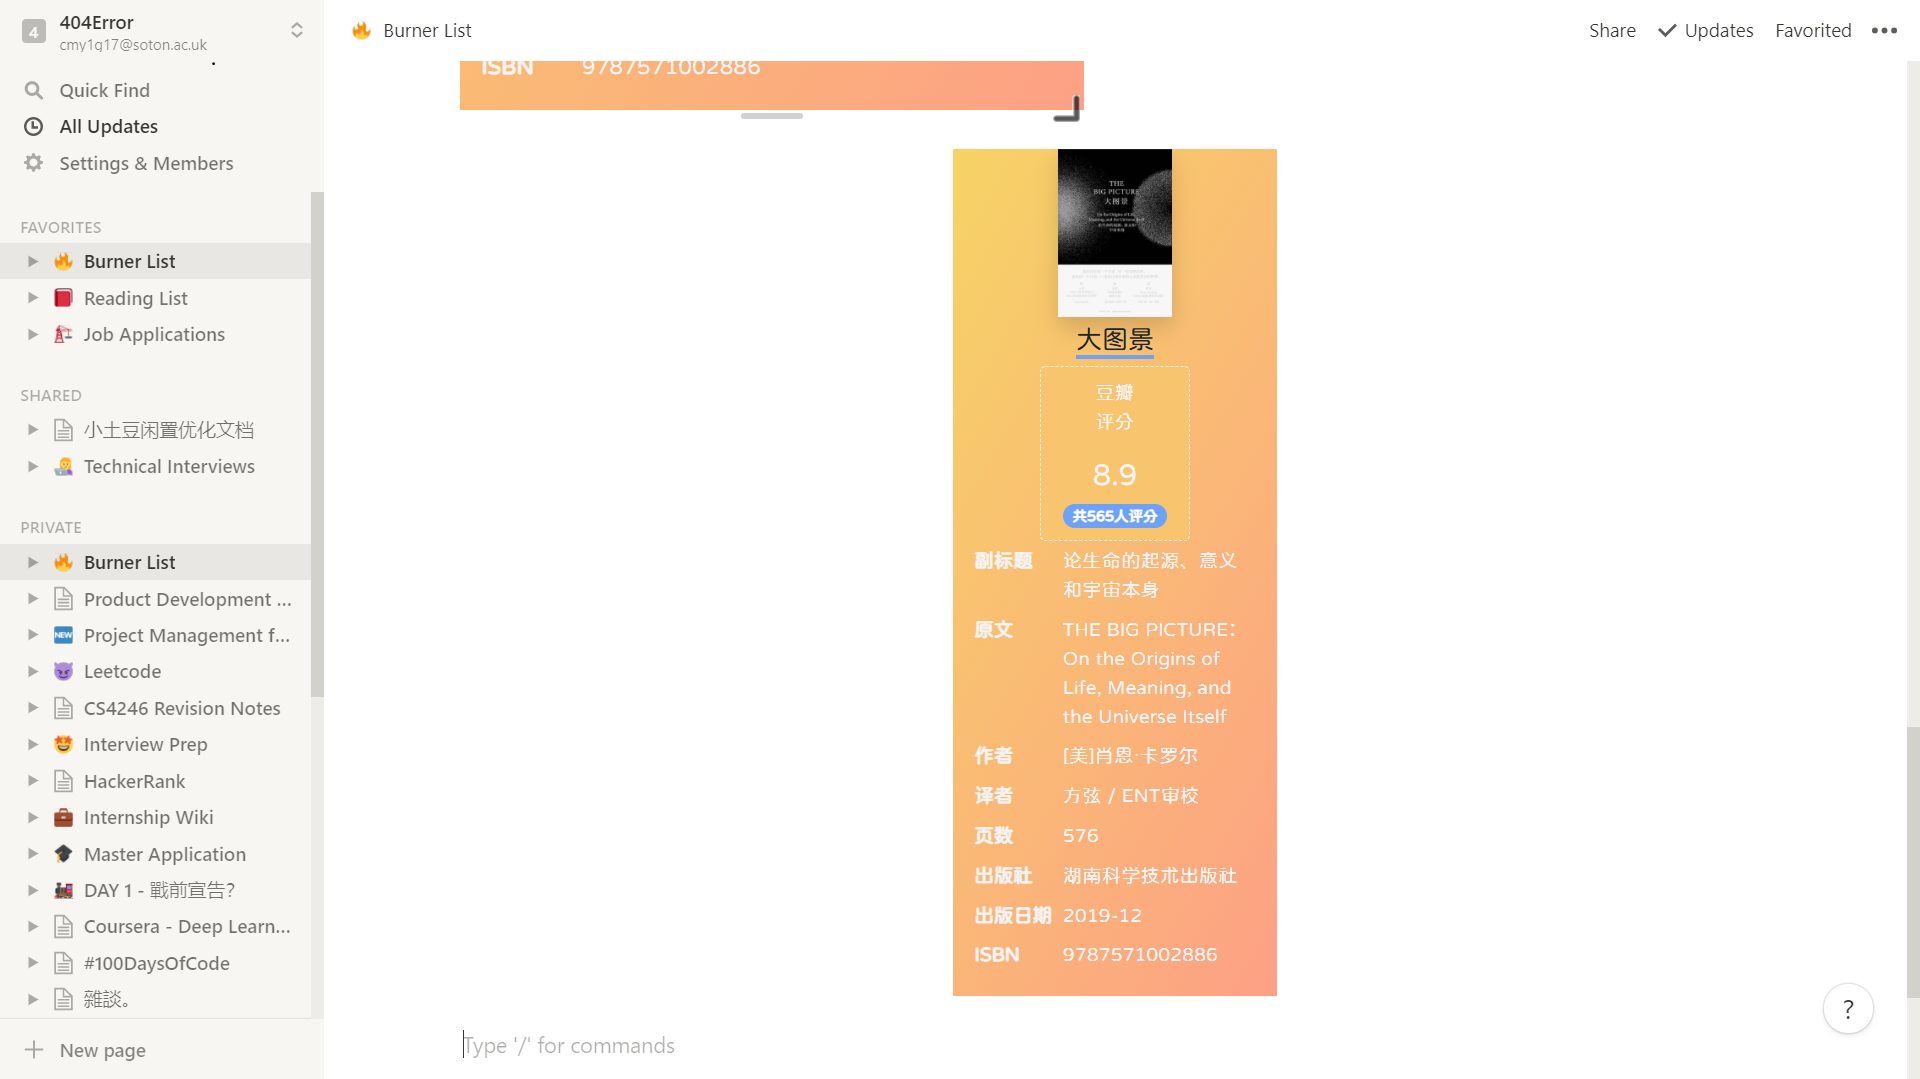 4
404Error
cmy1g17@soton.ac.uk
Quick Find
All Updates
Settings & Members
FAVORITES
Burner List
Reading List
Job Applications
SHARED
小土豆闲置优化文档
Technical Interviews
PRIVATE
Burner List
Product Development ...
NEW Project Management f...
Leetcode
CS4246 Revision Notes
Interview Prep
HackerRank
Internship Wiki
Master Application
DAY 1 - 戰前宣告?
Coursera - Deep Learn...
#100DaysOfCode
雜談。
New page
Burner List
Share
Updates
Favorited
ISBN 9787571002886
THE
BIG PICTURE
大图景
大图景
豆瓣
评分
8.9
共565人评分
副标题 论生命的起源、意义
和宇宙本身
原文 THE BIG PICTURE:
On the Origins of
Life, Meaning, and
the Universe Itself
作者 [美]肖恩·卡罗尔
译者 方弦 / ENT审校
页数 576
出版社 湖南科学技术出版社
出版日期 2019-12
ISBN 9787571002886
Type '/' for commands
?